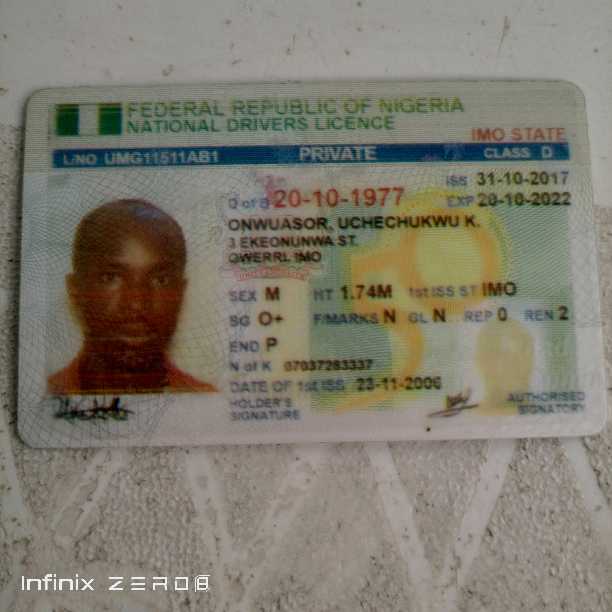 FEDERAL REPUBLIC OF NIGERIA
NATIONAL DRIVERS LICENCE
IMO STATE
L/NO UMG11511AB1 PRIVATE CLASS D
ISS 31-10-2017
D of B 20-10-1977 EXP 20-10-2022
ONWUASOR, UCHECHUKWU K.
3 EKEONUNWA ST.
OWERRI, IMO
SEX M HT 1.74M 1st ISS ST IMO
BG O+ F/MARKS N GL N REP 0 REN 2
END P
N of K 07037283337
DATE OF 1st ISS 23-11-2006
HOLDER'S SIGNATURE
AUTHORISED SIGNATORY
Infinix ZERO8